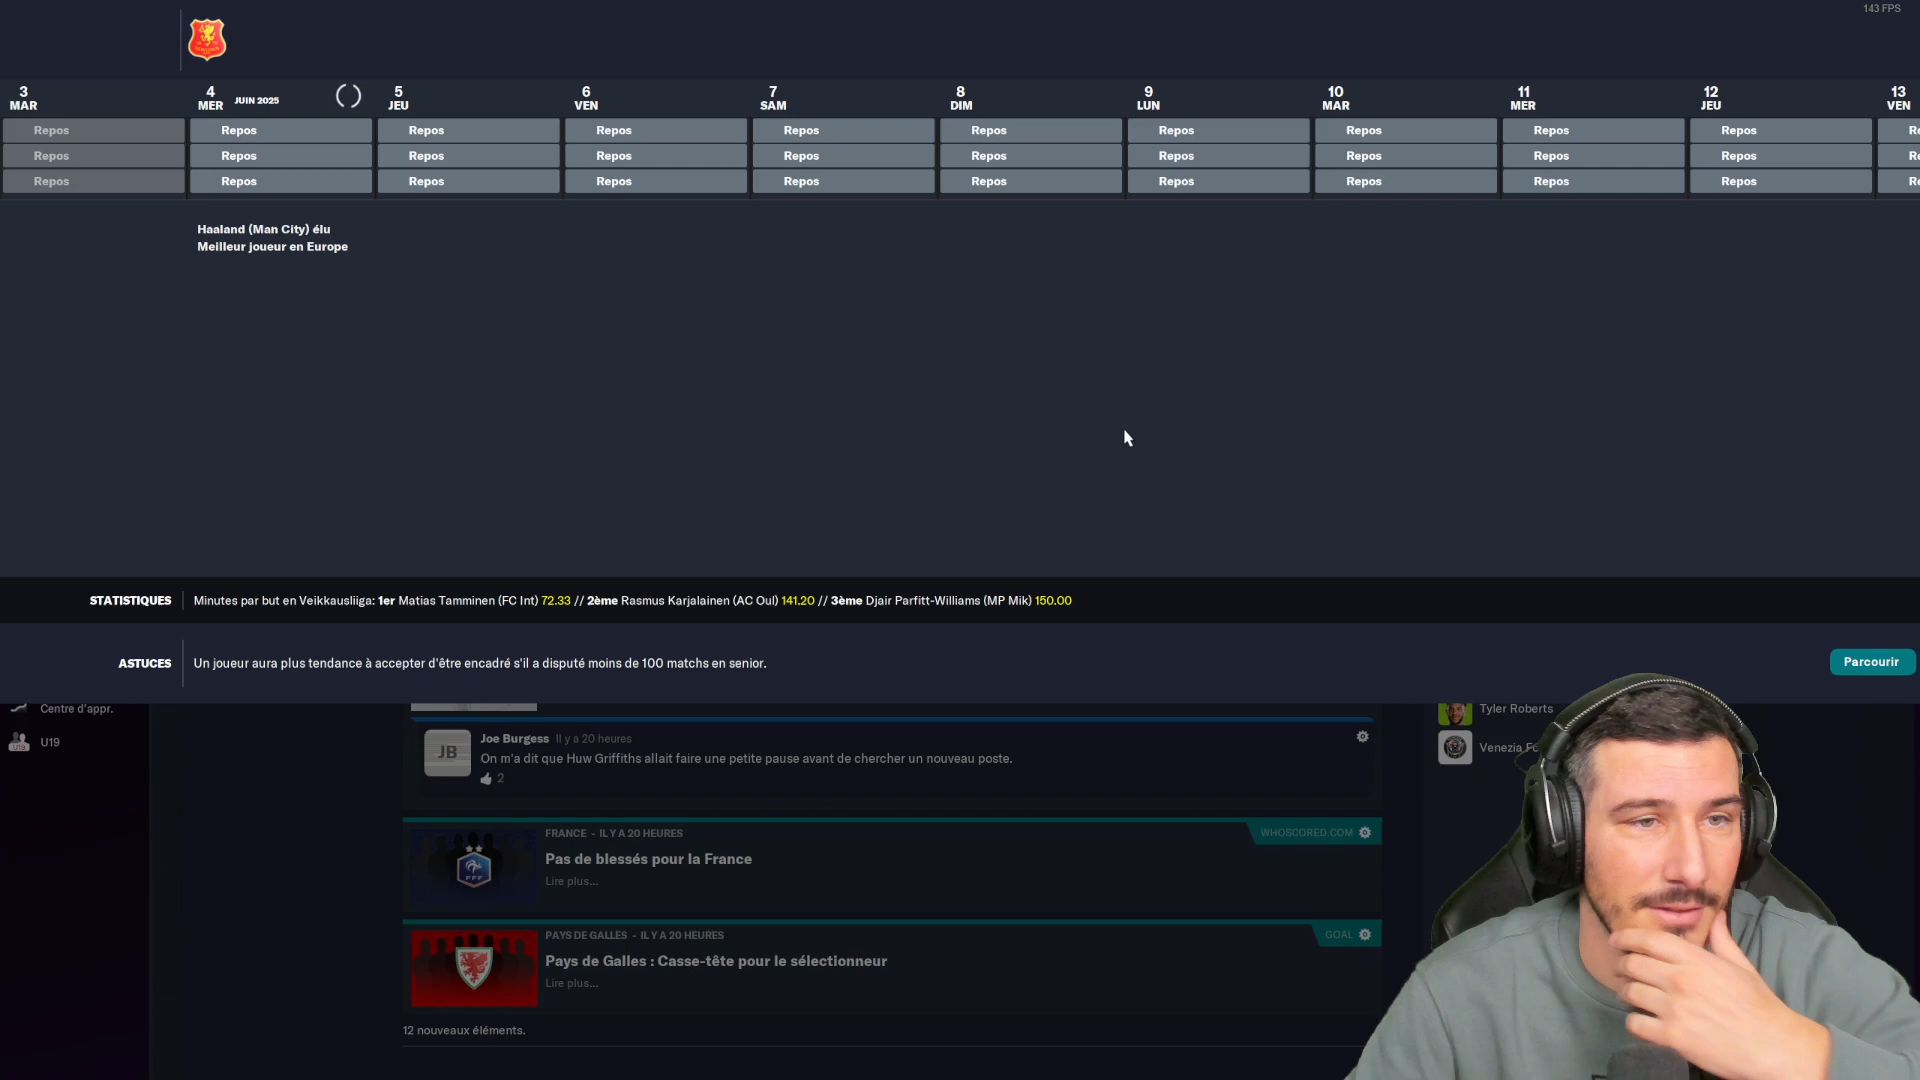 143 FPS
3
MAR
4
MER
JUIN 2025
5
JEU
6
VEN
7
SAM
8
DIM
9
LUN
10
MAR
11
MER
12
JEU
13
VEN
Repos Repos Repos Repos Repos Repos Repos Repos Repos Repos
Repos Repos Repos Repos Repos Repos Repos Repos Repos Repos
Repos Repos Repos Repos Repos Repos Repos Repos Repos Repos
Haaland (Man City) élu
Meilleur joueur en Europe
STATISTIQUES
Minutes par but en Veikkausliiga: 1er Matias Tamminen (FC Int) 72.33 // 2ème Rasmus Karjalainen (AC Oul) 141.20 // 3ème Djair Parfitt-Williams (MP Mik) 150.00
ASTUCES
Un joueur aura plus tendance à accepter d'être encadré s'il a disputé moins de 100 matchs en senior.
Parcourir
Centre d'appr.
U19
JB
Joe Burgess Il y a 20 heures
On m'a dit que Huw Griffiths allait faire une petite pause avant de chercher un nouveau poste.
2
FRANCE - IL Y A 20 HEURES
WHOSCORED.COM
FFF
Pas de blessés pour la France
Lire plus...
PAYS DE GALLES - IL Y A 20 HEURES
GOAL
Pays de Galles : Casse-tête pour le sélectionneur
Lire plus...
12 nouveaux éléments.
Tyler Roberts
Venezia